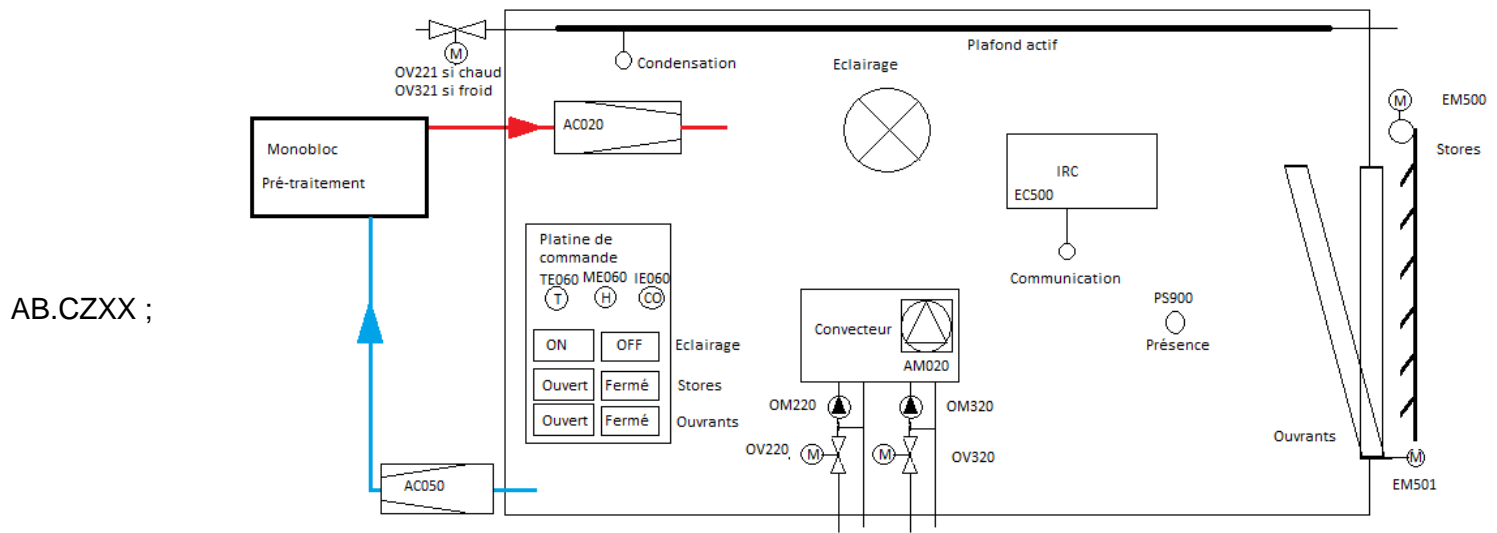 AB.CZXX ;
M
OV221 si chaud
OV321 si froid
Condensation
Plafond actif
Eclairage
AC020
Monobloc
Pré-traitement
M
EM500
Stores
IRC
EC500
Communication
Platine de
commande
TE060 ME060 IE060
T H CO
ON OFF Eclairage
Ouvert Fermé Stores
Ouvert Fermé Ouvrants
Convecteur
AM020
PS900
Présence
OM220 OM320
OV220 M M OV320
Ouvrants
M
EM501
AC050